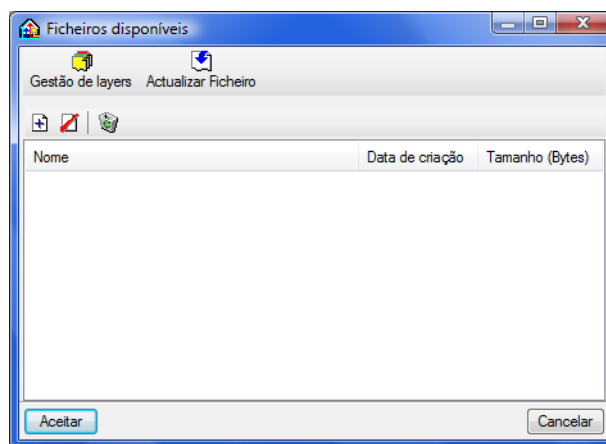 Ficheiros disponíveis
Gestão de layers Actualizar Ficheiro
Nome Data de criação Tamanho (Bytes)
Aceitar Cancelar